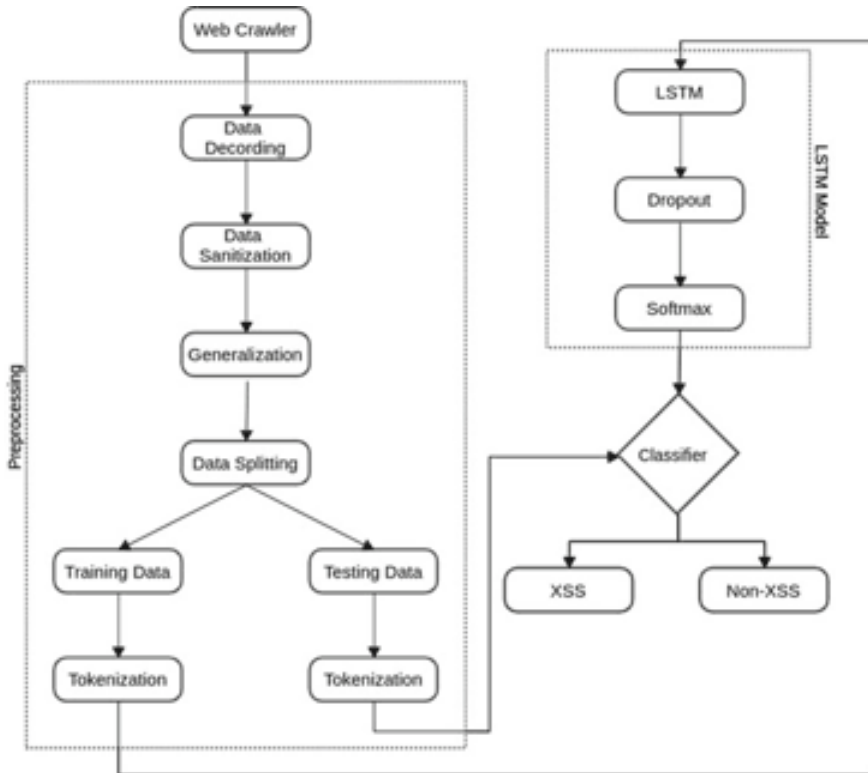 Web Crawler
Data
Decording
Data
Sanitization
Generalization
Data Splitting
Training Data
Testing Data
Tokenization
Tokenization
Preprocessing
LSTM
Dropout
Softmax
LSTM Model
Classifier
XSS
Non-XSS